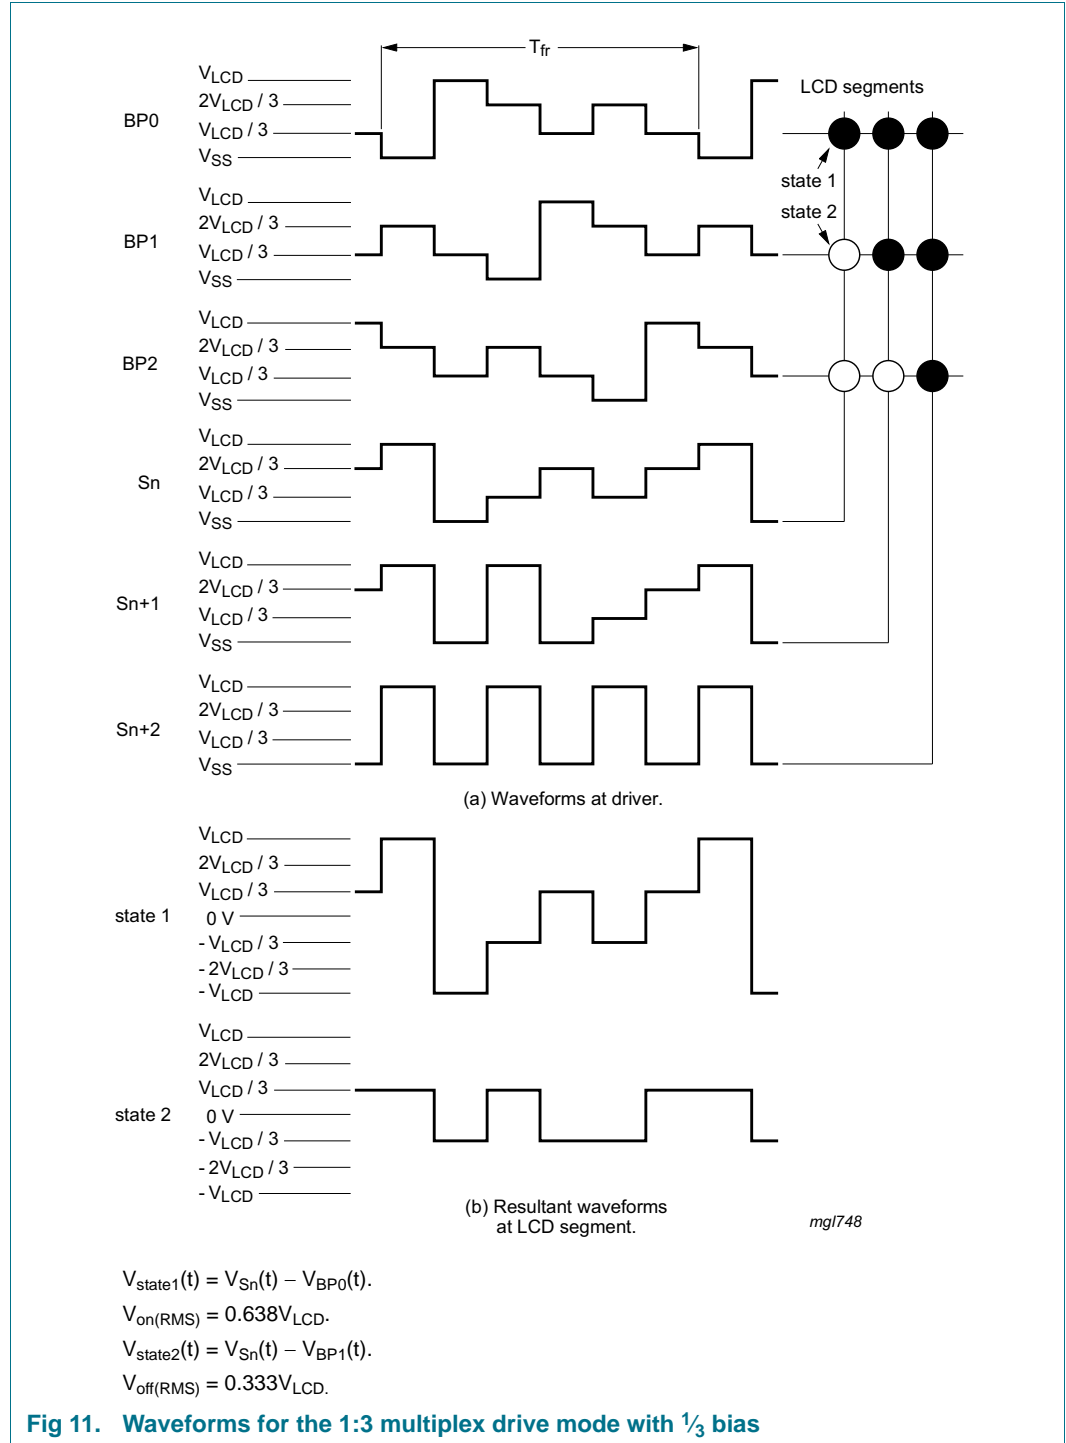 Tfr
VLCD
2VLCD / 3
BP0
VLCD / 3
VSS
LCD segments
state 1
state 2
VLCD
2VLCD / 3
BP1
VLCD / 3
VSS
VLCD
2VLCD / 3
BP2
VLCD / 3
VSS
VLCD
2VLCD / 3
Sn
VLCD / 3
VSS
VLCD
2VLCD / 3
Sn+1
VLCD / 3
VSS
VLCD
2VLCD / 3
Sn+2
VLCD / 3
VSS
(a) Waveforms at driver.
VLCD
2VLCD / 3
VLCD / 3
state 1
0 V
- VLCD / 3
- 2VLCD / 3
- VLCD
VLCD
2VLCD / 3
VLCD / 3
state 2
0 V
- VLCD / 3
- 2VLCD / 3
- VLCD
(b) Resultant waveforms
at LCD segment.
mgl748
Vstate1(t) = VSn(t) − VBP0(t).
Von(RMS) = 0.638VLCD.
Vstate2(t) = VSn(t) − VBP1(t).
Voff(RMS) = 0.333VLCD.
Fig 11. Waveforms for the 1:3 multiplex drive mode with 1⁄3 bias